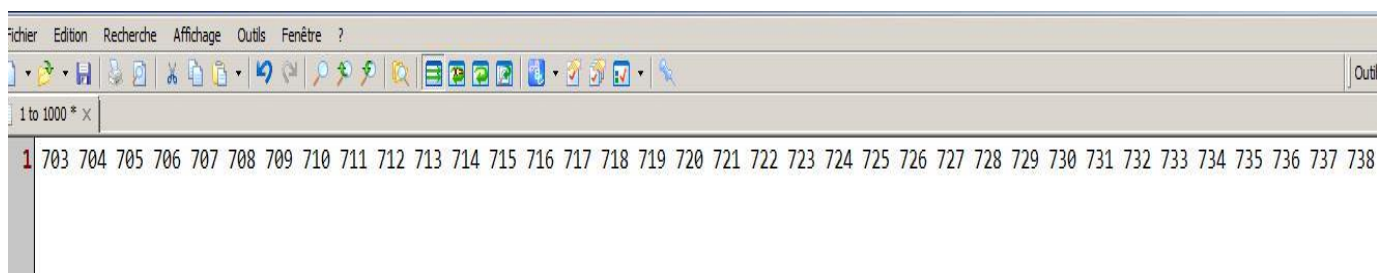 Fichier Edition Recherche Affichage Outils Fenêtre ?
1 to 1000 *
1 703 704 705 706 707 708 709 710 711 712 713 714 715 716 717 718 719 720 721 722 723 724 725 726 727 728 729 730 731 732 733 734 735 736 737 738